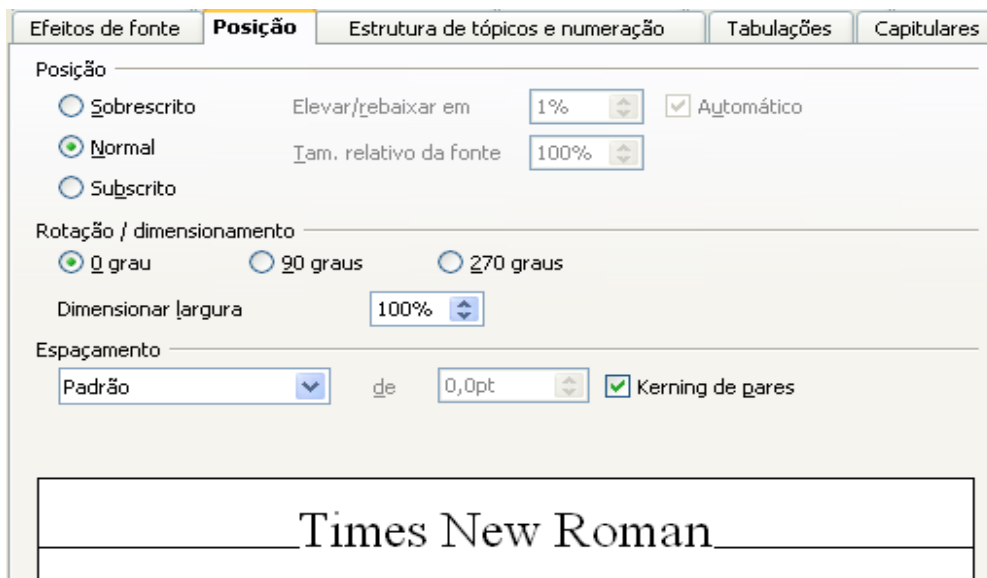 Efeitos de fonte Posição Estrutura de tópicos e numeração Tabulações Capitulares
Posição
Sobrescrito Elevar/rebaixar em 1% Automático
Normal Tam. relativo da fonte 100%
Subscrito
Rotação / dimensionamento
0 grau 90 graus 270 graus
Dimensionar largura 100%
Espaçamento
Padrão de 0,0pt Kerning de pares
Times New Roman